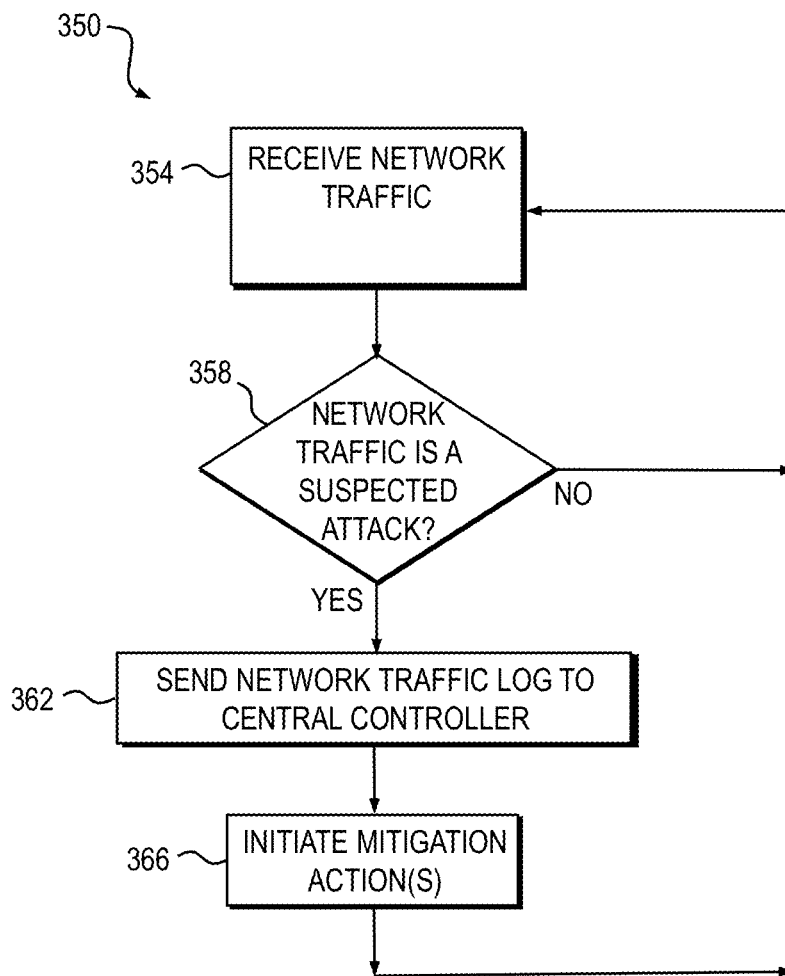 350
354
RECEIVE NETWORK
TRAFFIC
358
NETWORK
TRAFFIC IS A
SUSPECTED
ATTACK?
NO
YES
362
SEND NETWORK TRAFFIC LOG TO
CENTRAL CONTROLLER
366
INITIATE MITIGATION
ACTION(S)